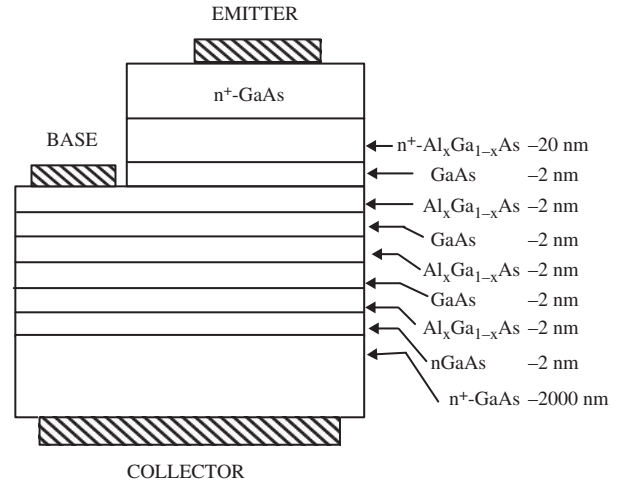 EMITTER
n⁺-GaAs
BASE
n⁺-AlₓGa₁₋ₓAs –20 nm
GaAs –2 nm
AlₓGa₁₋ₓAs –2 nm
GaAs –2 nm
AlₓGa₁₋ₓAs –2 nm
GaAs –2 nm
AlₓGa₁₋ₓAs –2 nm
nGaAs –2 nm
n⁺-GaAs –2000 nm
COLLECTOR